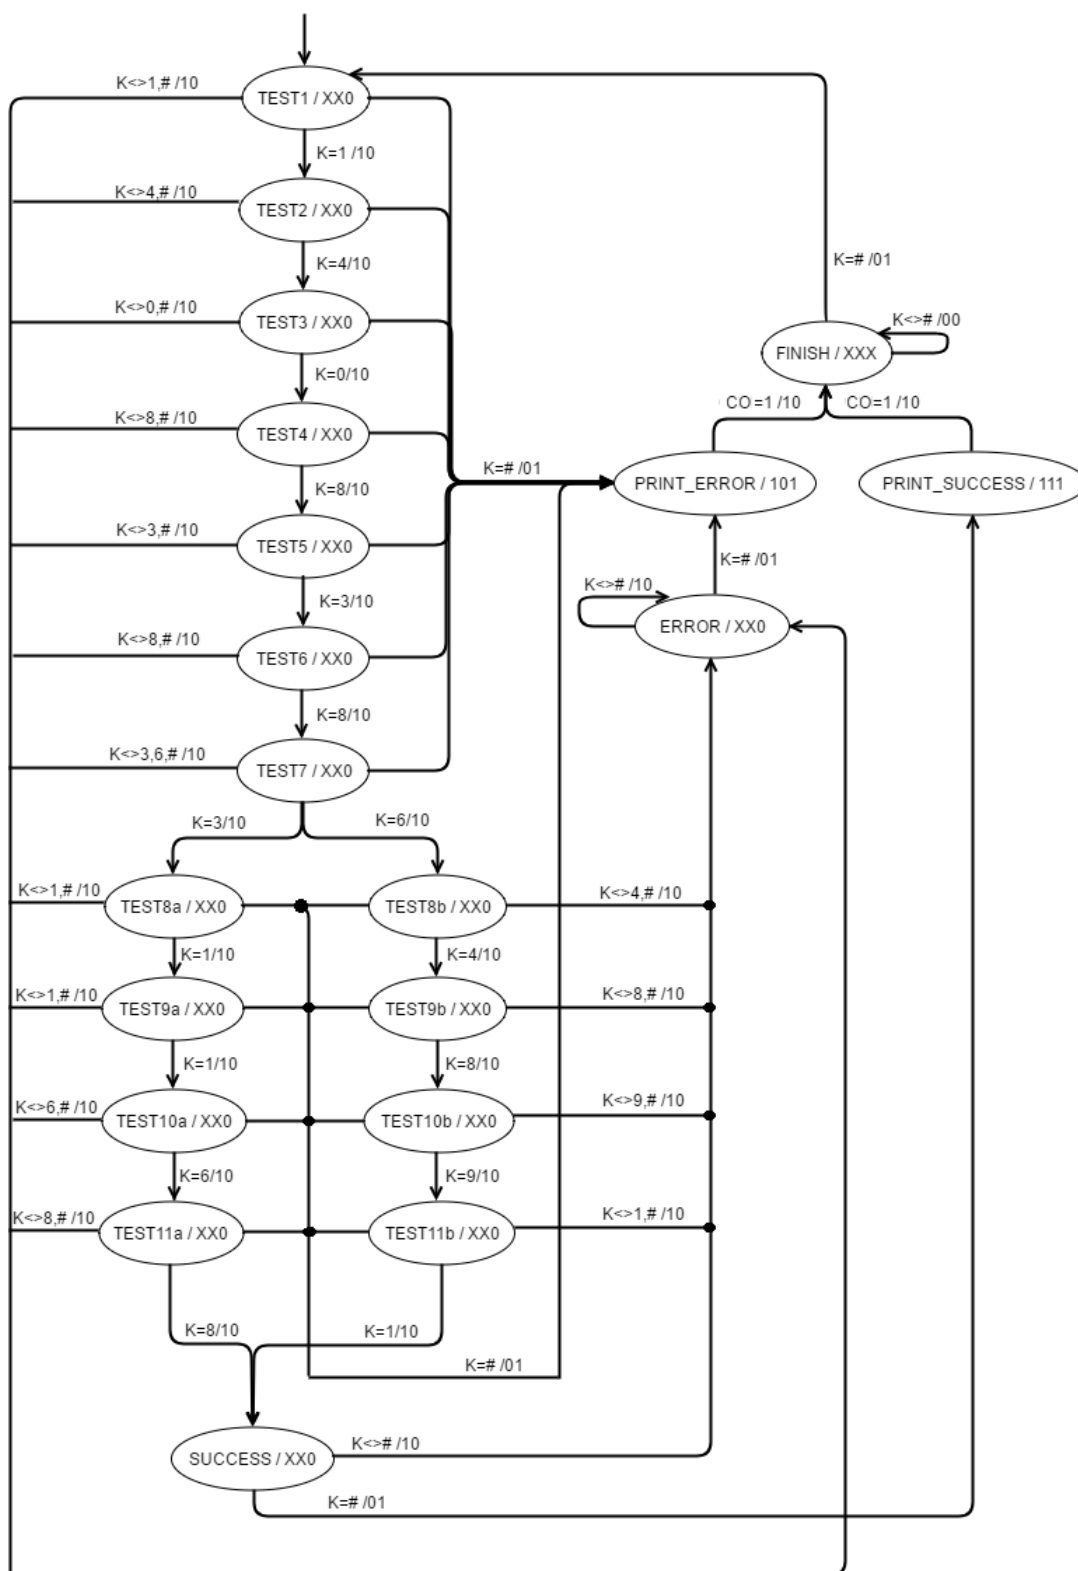 K<>1,# /10
TEST1 / XX0
K=1 /10
K<>4,# /10
TEST2 / XX0
K=4/10
K=# /01
K<>0,# /10
TEST3 / XX0
K<># /00
FINISH / XXX
K=0/10
CO=1 /10
CO=1 /10
K<>8,# /10
TEST4 / XX0
K=# /01
K=8/10
PRINT_ERROR / 101
PRINT_SUCCESS / 111
K<>3,# /10
TEST5 / XX0
K=# /01
K<># /10
K=3/10
ERROR / XX0
K<>8,# /10
TEST6 / XX0
K=8/10
K<>3,6,# /10
TEST7 / XX0
K=3/10
K=6/10
K<>1,# /10
TEST8a / XX0
TEST8b / XX0
K<>4,# /10
K=1/10
K=4/10
K<>1,# /10
TEST9a / XX0
TEST9b / XX0
K<>8,# /10
K=1/10
K=8/10
K<>6,# /10
TEST10a / XX0
TEST10b / XX0
K<>9,# /10
K=6/10
K=9/10
K<>8,# /10
TEST11a / XX0
TEST11b / XX0
K<>1,# /10
K=8/10
K=1/10
K=# /01
K<># /10
SUCCESS / XX0
K=# /01